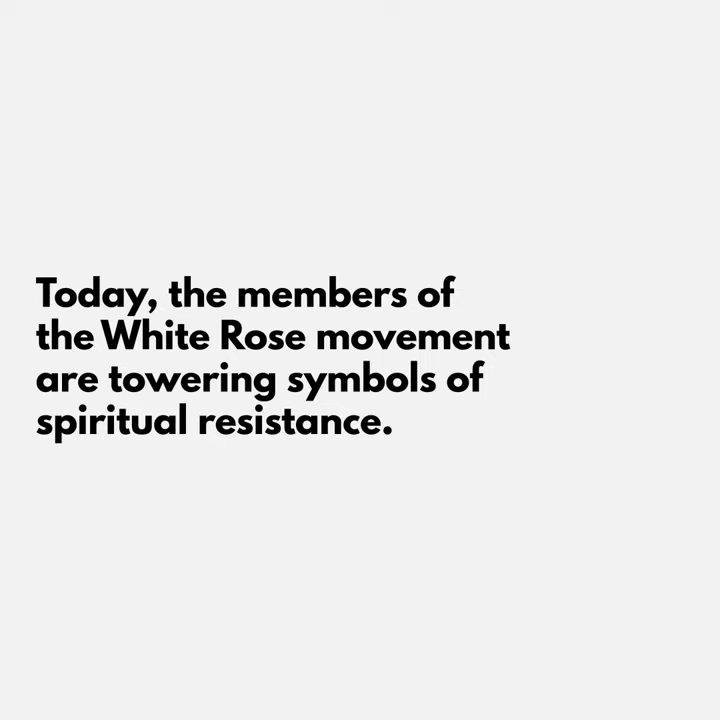 Today, the members of
the White Rose movement
are towering symbols of
spiritual resistance.